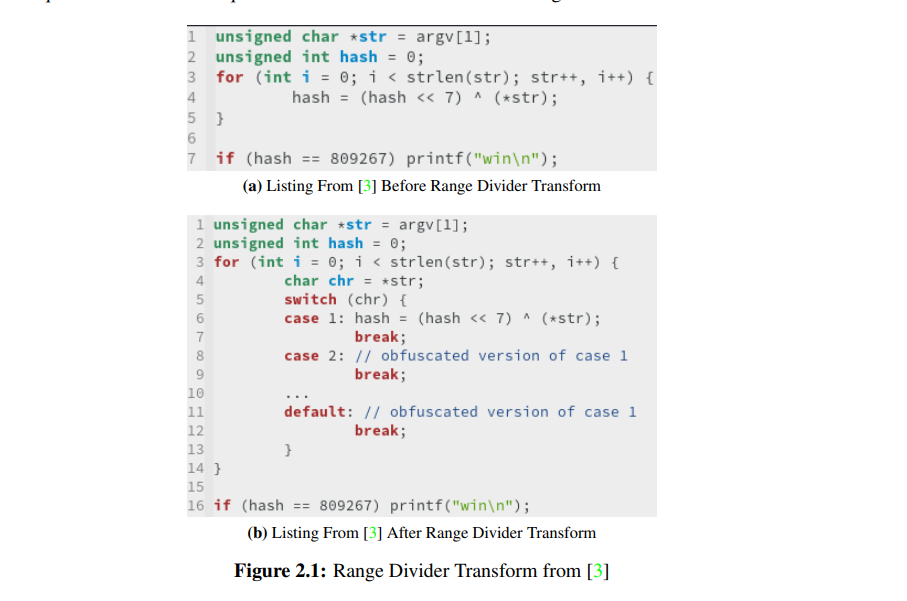 1 unsigned char *str = argv[1];
2 unsigned int hash = 0;
3 for (int i = 0; i < strlen(str); str++, i++) {
4 hash = (hash << 7) ^ (*str);
5 }
6
7 if (hash == 809267) printf("win\n");
(a) Listing From [3] Before Range Divider Transform
1 unsigned char *str = argv[1];
2 unsigned int hash = 0;
3 for (int i = 0; i < strlen(str); str++, i++) {
4 char chr = *str;
5 switch (chr) {
6 case 1: hash = (hash << 7) ^ (*str);
7 break;
8 case 2: // obfuscated version of case 1
9 break;
10 ...
11 default: // obfuscated version of case 1
12 break;
13 }
14 }
15
16 if (hash == 809267) printf("win\n");
(b) Listing From [3] After Range Divider Transform
Figure 2.1: Range Divider Transform from [3]